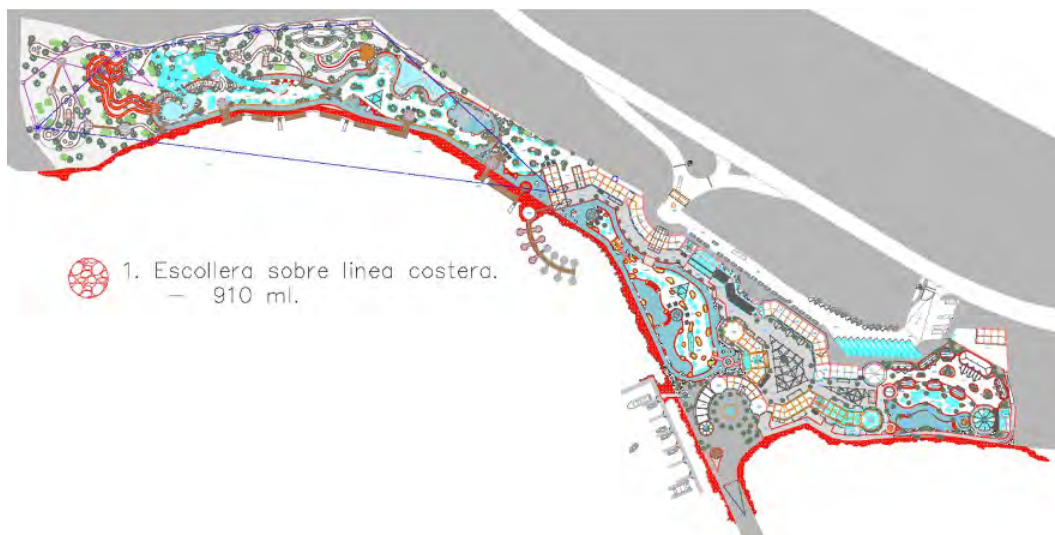 1. Escollera sobre linea costera.
– 910 ml.